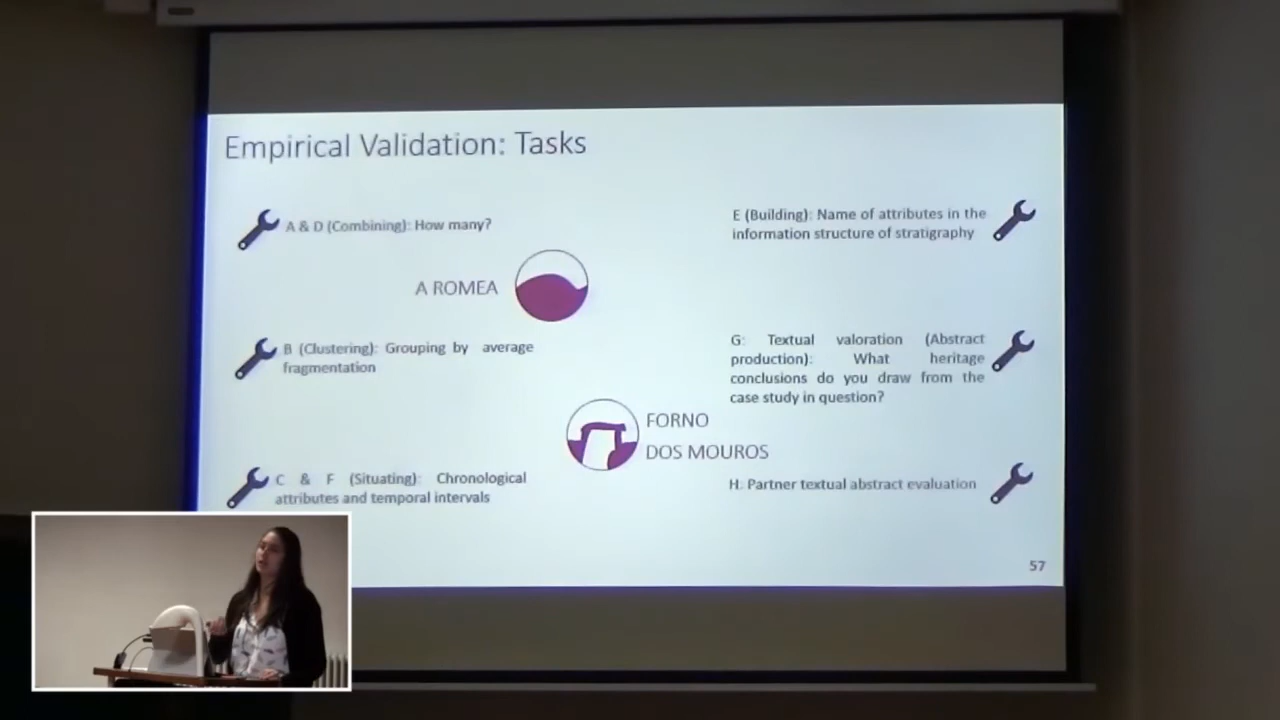 Empirical Validation: Tasks
A & D (Combining): How many?
A ROMEA
B (Clustering): Grouping by average
fragmentation
C & F (Situating): Chronological
attributes and temporal intervals
E (Building): Name of attributes in the
information structure of stratigraphy
G: Textual valoration (Abstract
production): What heritage
conclusions do you draw from the
case study in question?
FORNO
DOS MOUROS
H: Partner textual abstract evaluation
57